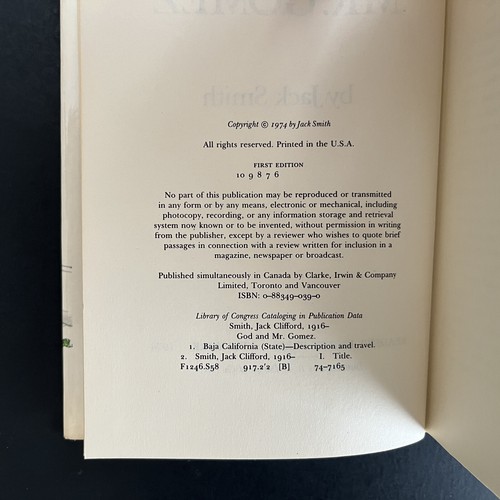 Copyright © 1974 by Jack Smith
All rights reserved. Printed in the U.S.A.
FIRST EDITION
10 9 8 7 6
No part of this publication may be reproduced or transmitted
in any form or by any means, electronic or mechanical, including
photocopy, recording, or any information storage and retrieval
system now known or to be invented, without permission in writing
from the publisher, except by a reviewer who wishes to quote brief
passages in connection with a review written for inclusion in a
magazine, newspaper or broadcast.
Published simultaneously in Canada by Clarke, Irwin & Company
Limited, Toronto and Vancouver
ISBN: 0–88349–039–0
Library of Congress Cataloging in Publication Data
Smith, Jack Clifford, 1916–
God and Mr. Gomez.
1. Baja California (State)—Description and travel.
2. Smith, Jack Clifford, 1916– I. Title.
F1246.S58 917.2'2 [B] 74–7165